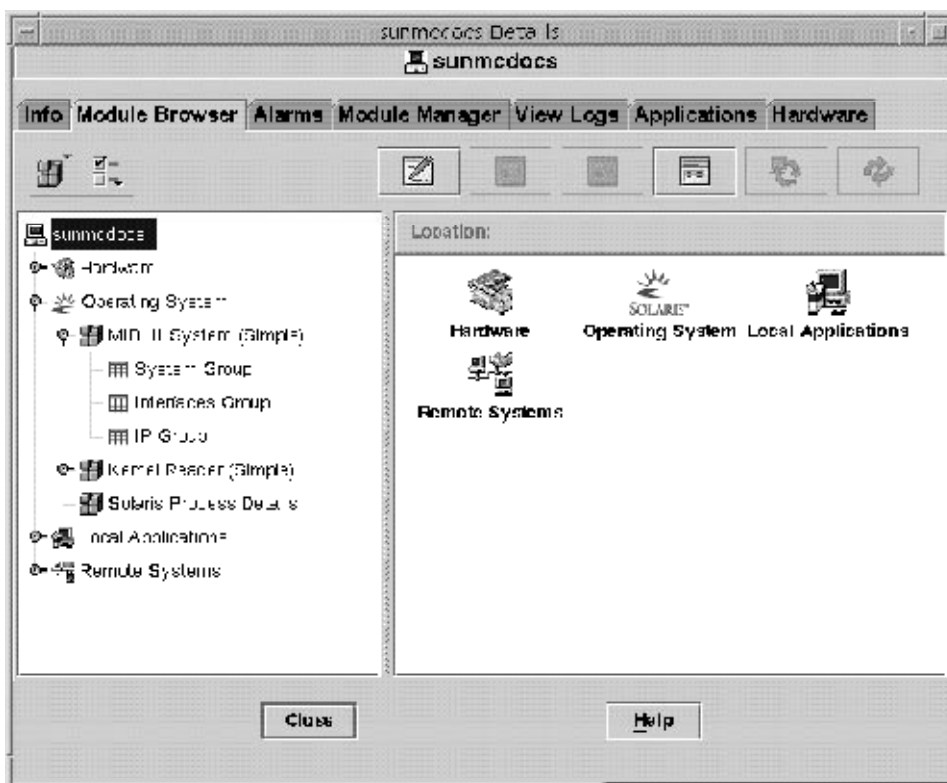 sunmcdocs Details
sunmcdocs
Info Module Browser Alarms Module Manager View Logs Applications Hardware
sunmcdocs
Hardware
Operating System
MIB-II System (Simple)
System Group
Interfaces Group
IP Group
Kernel Reader (Simple)
Solaris Process Details
Local Applications
Remote Systems
Location:
SOLARIS
Hardware Operating System Local Applications
Remote Systems
Close Help